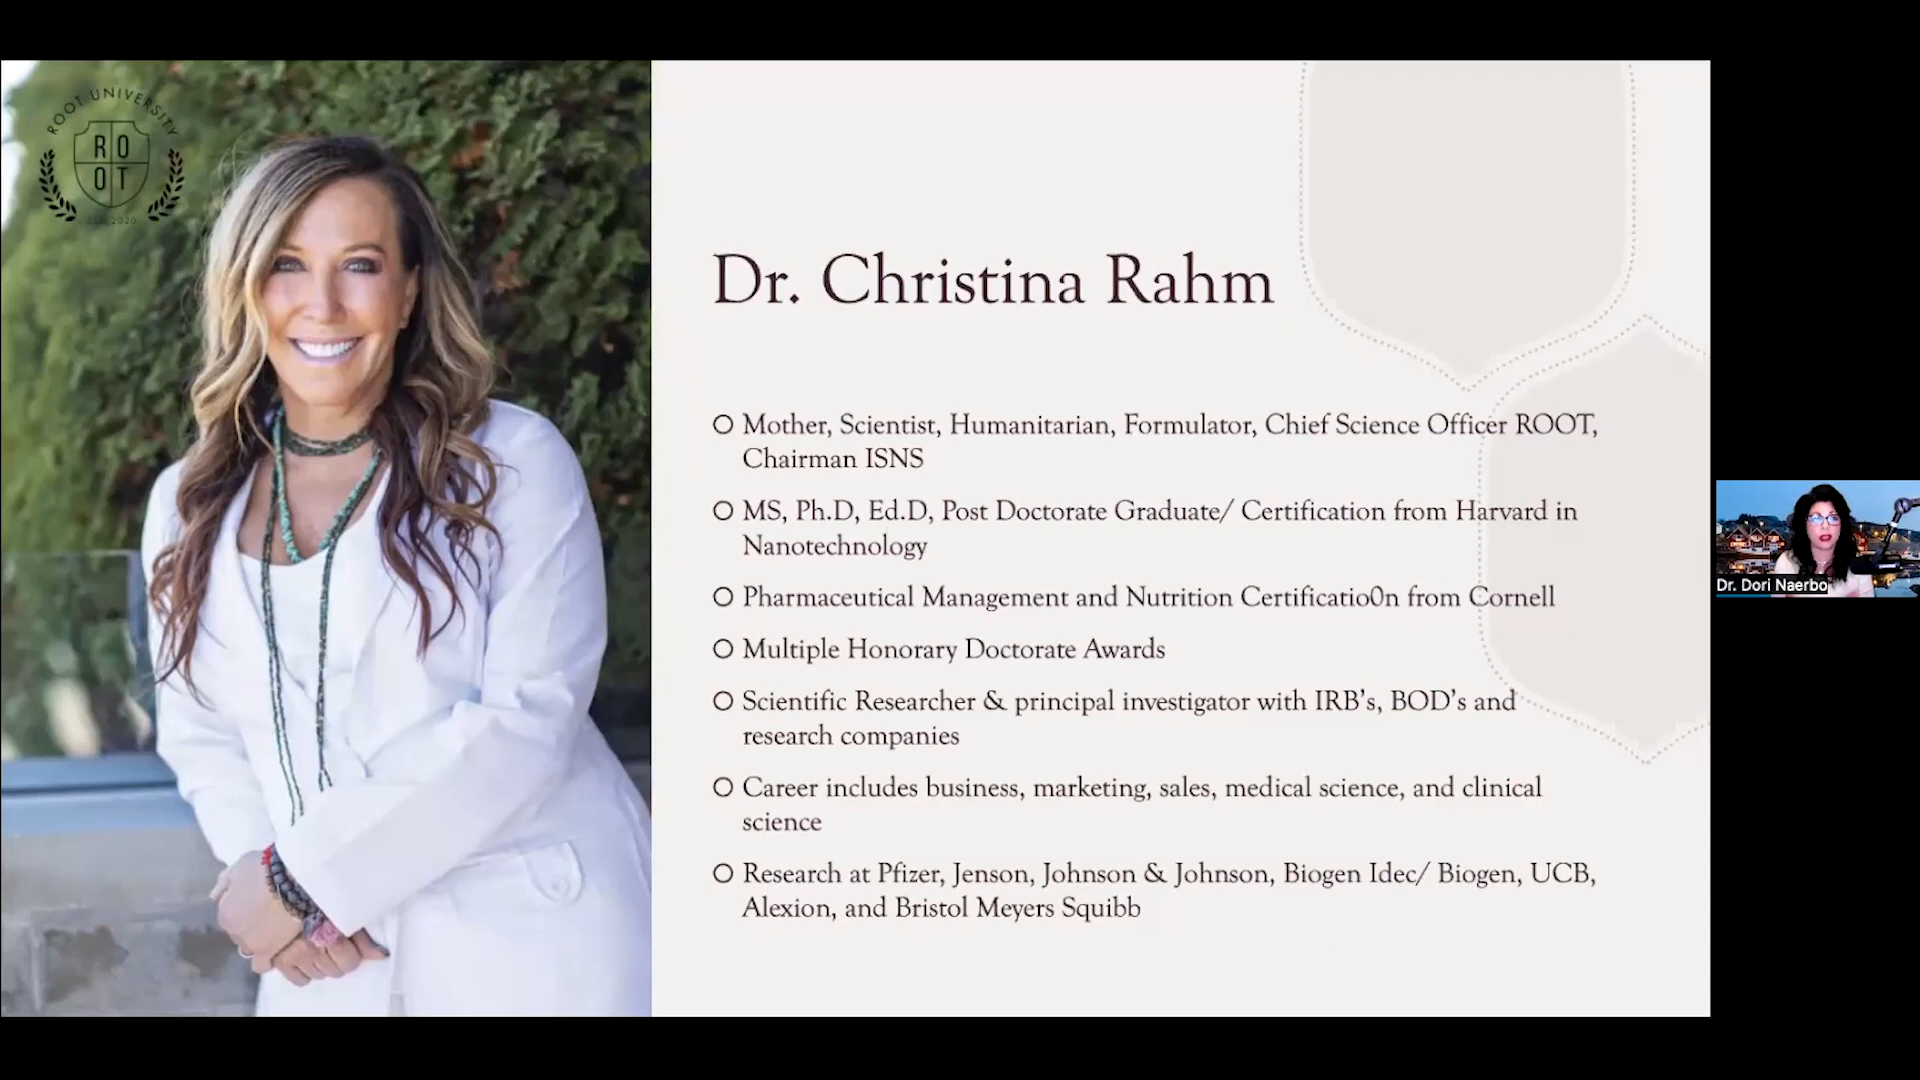 ROOT UNIVERSITY
RO
OT
2020
Dr. Christina Rahm
Mother, Scientist, Humanitarian, Formulator, Chief Science Officer ROOT,
Chairman ISNS
MS, Ph.D, Ed.D, Post Doctorate Graduate/ Certification from Harvard in
Nanotechnology
Pharmaceutical Management and Nutrition Certificatio0n from Cornell
Multiple Honorary Doctorate Awards
Scientific Researcher & principal investigator with IRB's, BOD's and
research companies
Career includes business, marketing, sales, medical science, and clinical
science
Research at Pfizer, Jenson, Johnson & Johnson, Biogen Idec/ Biogen, UCB,
Alexion, and Bristol Meyers Squibb
Dr. Dori Naerbo